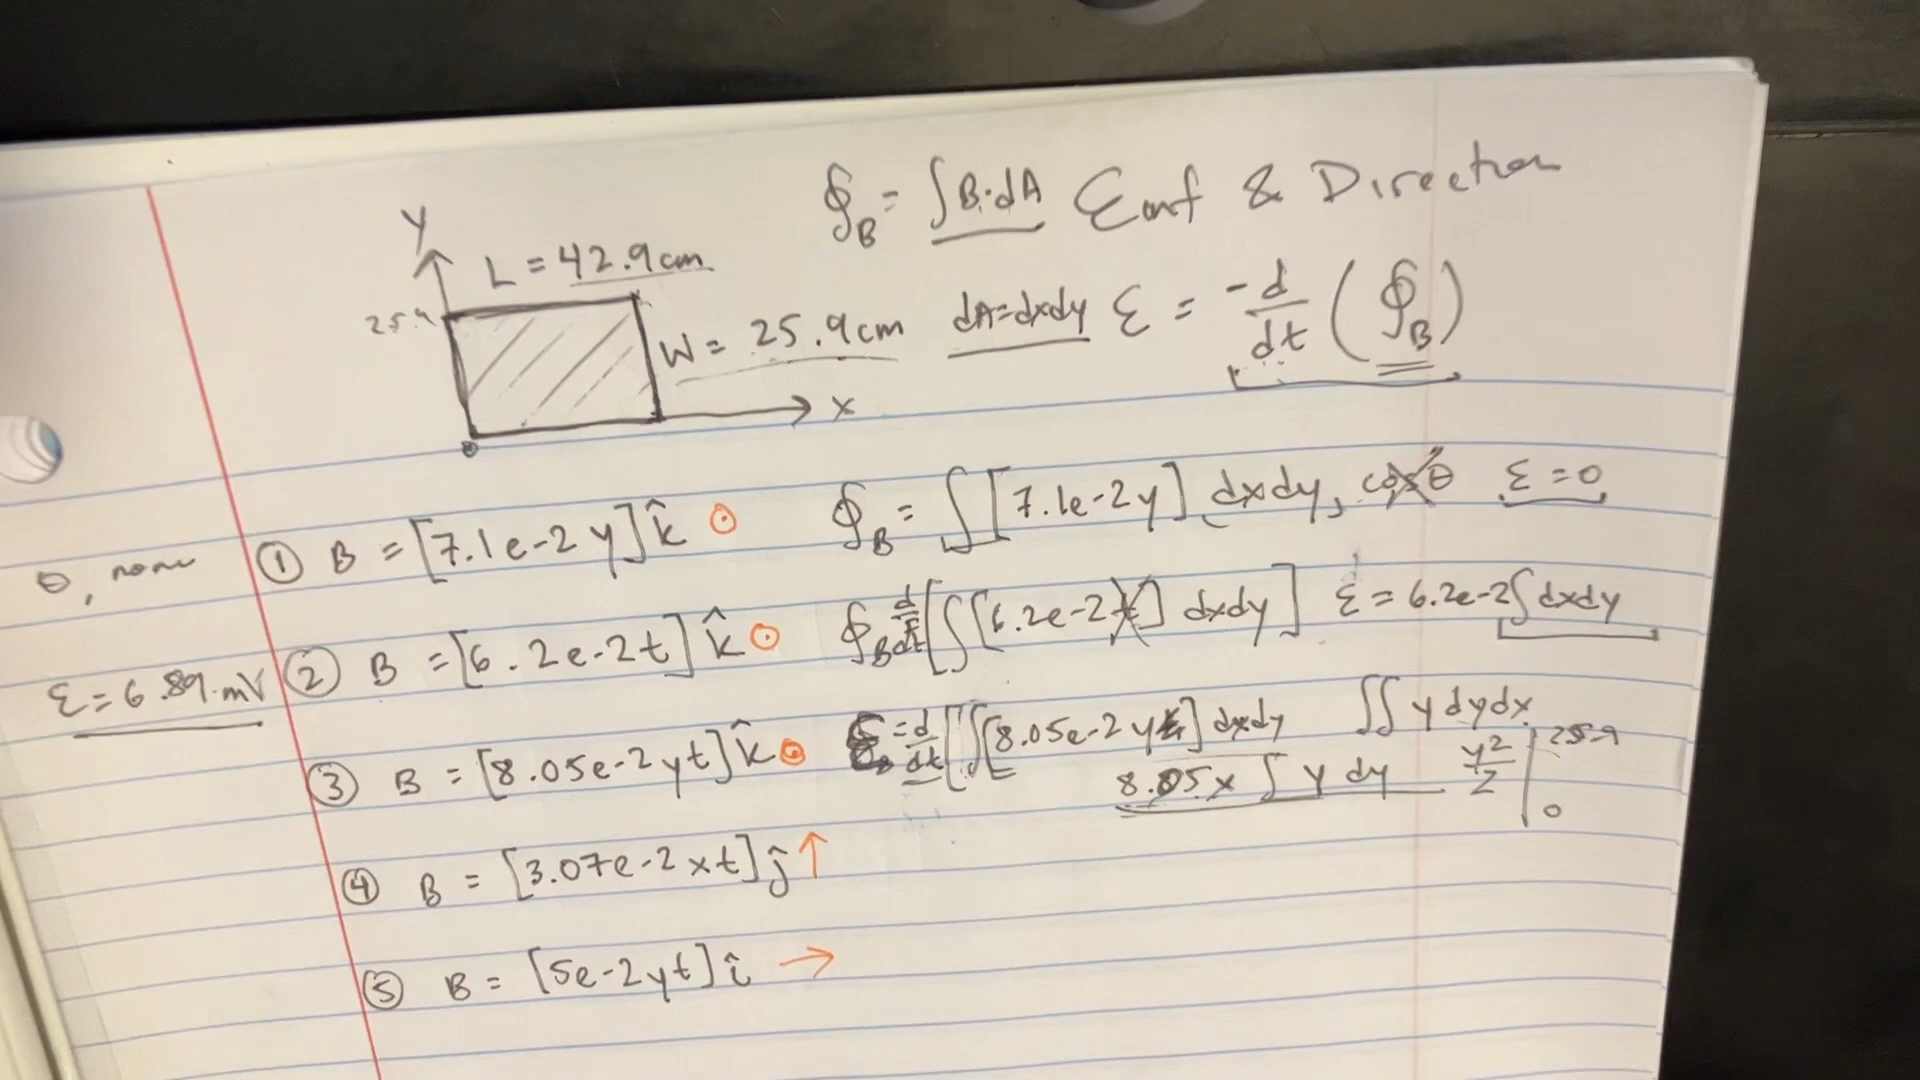 Φ_B = ∫B·dA Emf & Direction
Y
L = 42.9cm
25.9
W = 25.9cm dA=dxdy ℰ = -d/dt (Φ_B)
x
① B = [7.1e-2 y] k̂ ⊙ Φ_B = ∫[7.1e-2y] dxdy, cosθ ℰ = 0
θ, none
② B = [6.2e-2t] k̂ ⊙ Φ_B d/dt [∫[6.2e-2t] dxdy] ℰ = 6.2e-2∫dxdy
ℰ = 6.89 mV
③ B = [8.05e-2 yt] k̂ ⊙ = d/dt [∫[8.05e-2 yt] dxdy ∫∫ y dydx
8.05x ∫ y dy y²/2 | 25.9 0
④ B = [3.07e-2 xt] ĵ ↑
⑤ B = [5e-2yt] î →